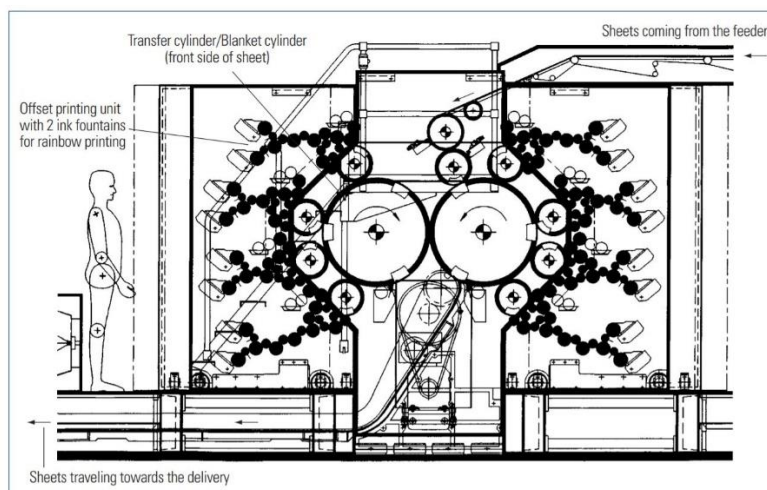 Sheets coming from the feeder
Transfer cylinder/Blanket cylinder
(front side of sheet)
Offset printing unit
with 2 ink fountains
for rainbow printing
Sheets traveling towards the delivery